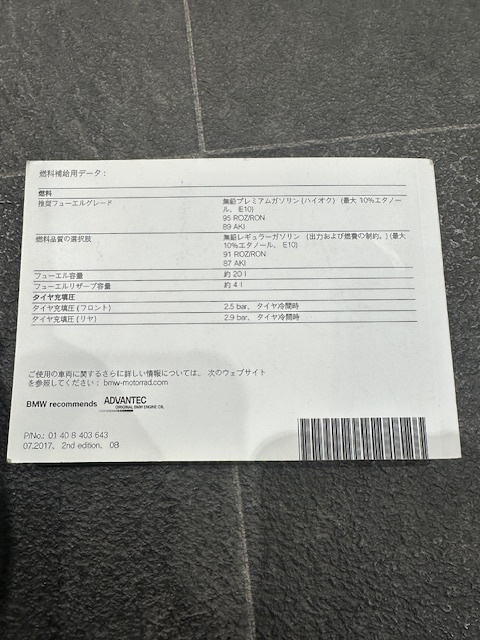 燃料補給用データ :
燃料
推奨フューエルグレード 無鉛プレミアムガソリン (ハイオク) (最大 10%エタノー
ル、 E10)
95 ROZ/RON
89 AKI
燃料品質の選択肢 無鉛レギュラーガソリン (出力および燃費の制約。) (最大
10%エタノール、 E10)
91 ROZ/RON
87 AKI
フューエル容量 約 20 l
フューエルリザーブ容量 約 4 l
タイヤ充填圧
タイヤ充填圧 (フロント) 2.5 bar、 タイヤ冷間時
タイヤ充填圧 (リヤ) 2.9 bar、 タイヤ冷間時
ご使用の車両に関するさらに詳しい情報については、 次のウェブサイト
を参照してください : bmw-motorrad.com
BMW recommends ADVANTEC
ORIGINAL BMW ENGINE OIL
P/No.: 01 40 8 403 643
07.2017、 2nd edition、 08